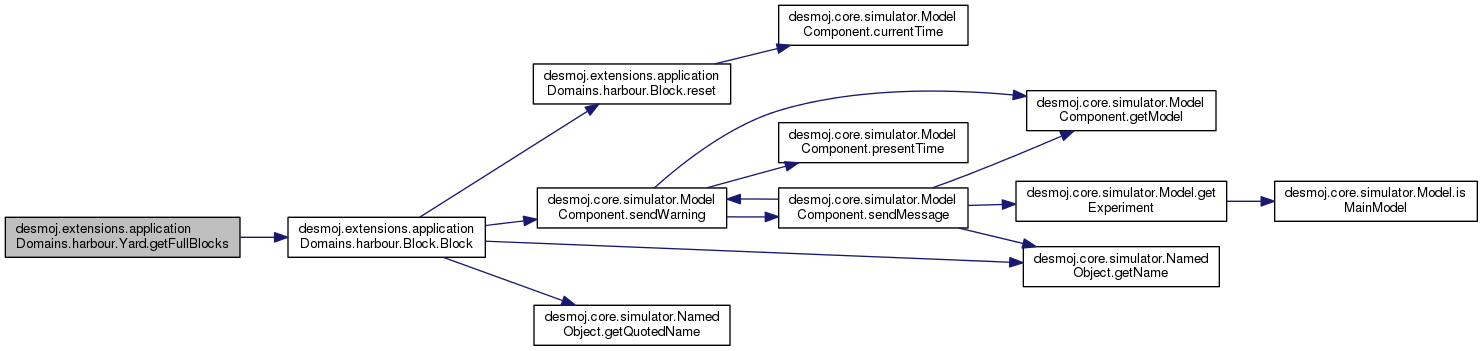 desmoj.extensions.application
Domains.harbour.Yard.getFullBlocks
desmoj.extensions.application
Domains.harbour.Block.Block
desmoj.extensions.application
Domains.harbour.Block.reset
desmoj.core.simulator.Model
Component.currentTime
desmoj.core.simulator.Model
Component.sendWarning
desmoj.core.simulator.Model
Component.presentTime
desmoj.core.simulator.Model
Component.sendMessage
desmoj.core.simulator.Model
Component.getModel
desmoj.core.simulator.Model.get
Experiment
desmoj.core.simulator.Model.is
MainModel
desmoj.core.simulator.Named
Object.getName
desmoj.core.simulator.Named
Object.getQuotedName